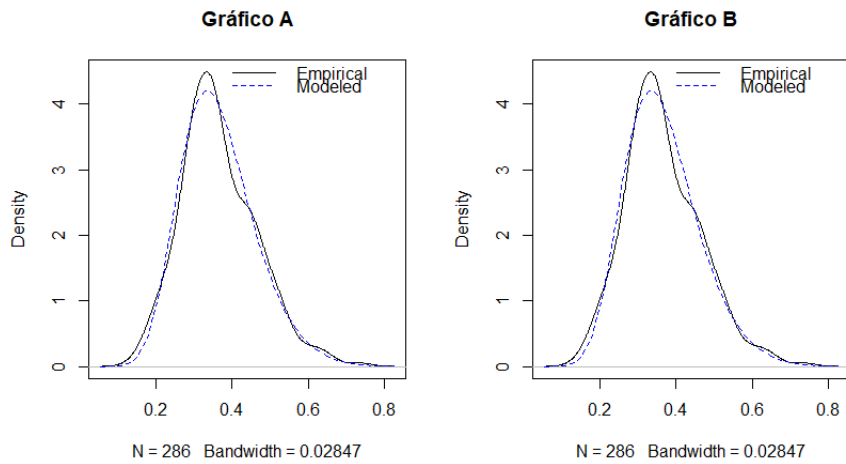 Gráfico A
Empirical
Modeled
Density
0
1
2
3
4
0.2 0.4 0.6 0.8
N = 286 Bandwidth = 0.02847
Gráfico B
Empirical
Modeled
Density
0
1
2
3
4
0.2 0.4 0.6 0.8
N = 286 Bandwidth = 0.02847